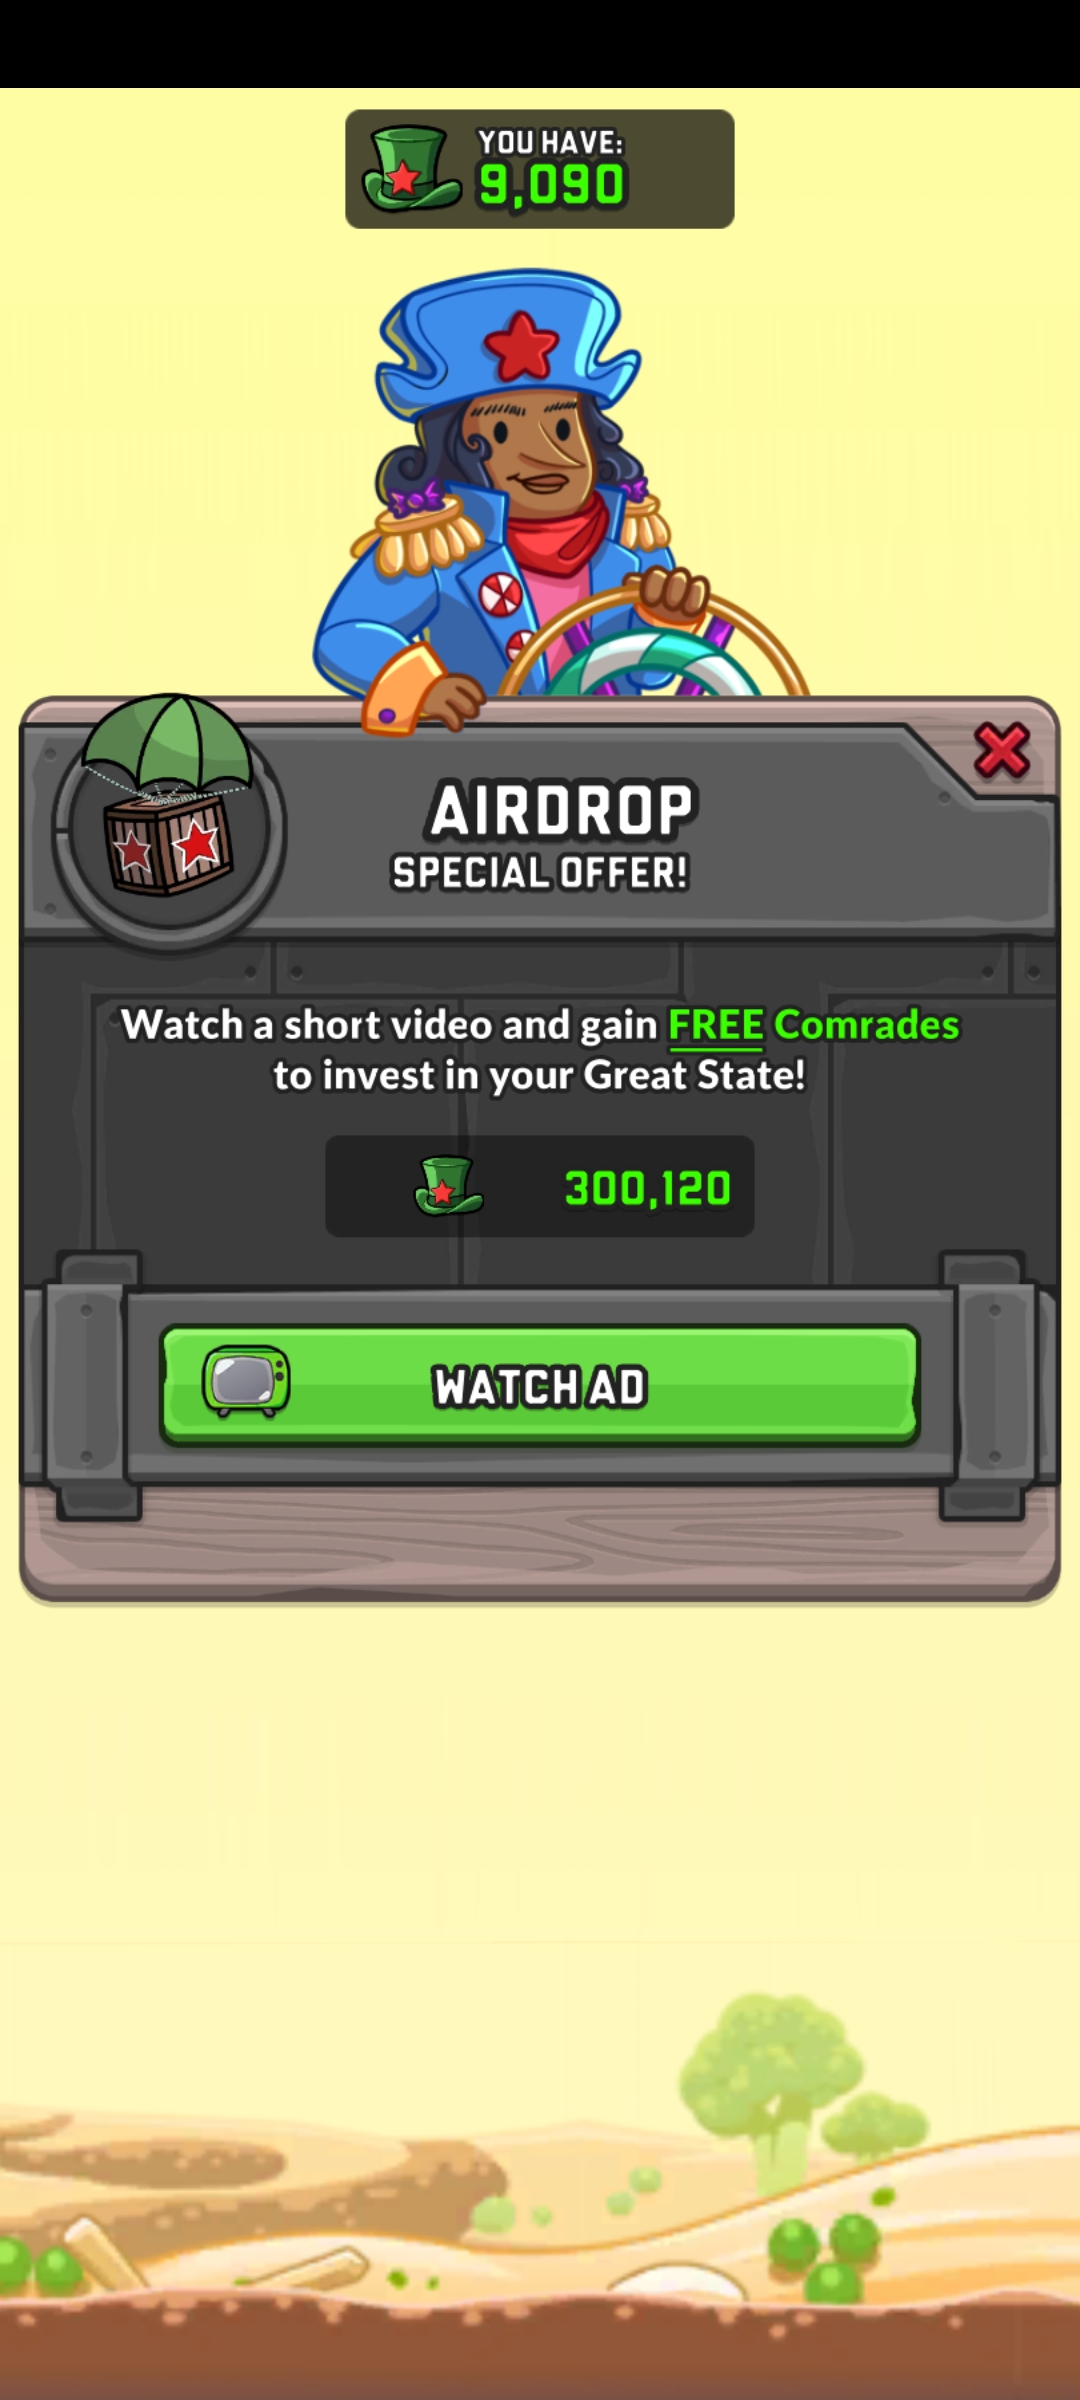 YOU HAVE:
9,090
AIRDROP
SPECIAL OFFER!
Watch a short video and gain FREE Comrades
to invest in your Great State!
300,120
WATCH AD